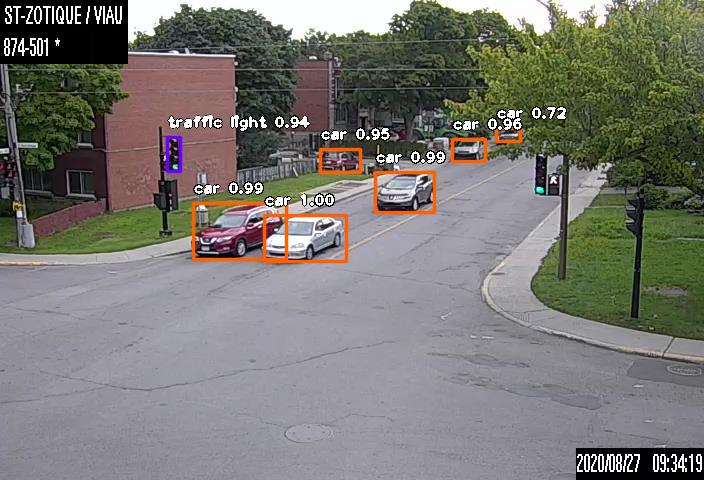 ST-ZOTIQUE / VIAU
874-501 *
traffic light 0.94
car 0.95
car 0.96
car 0.72
car 0.99
car 0.99
car 1.00
2020/08/27 09:34:19